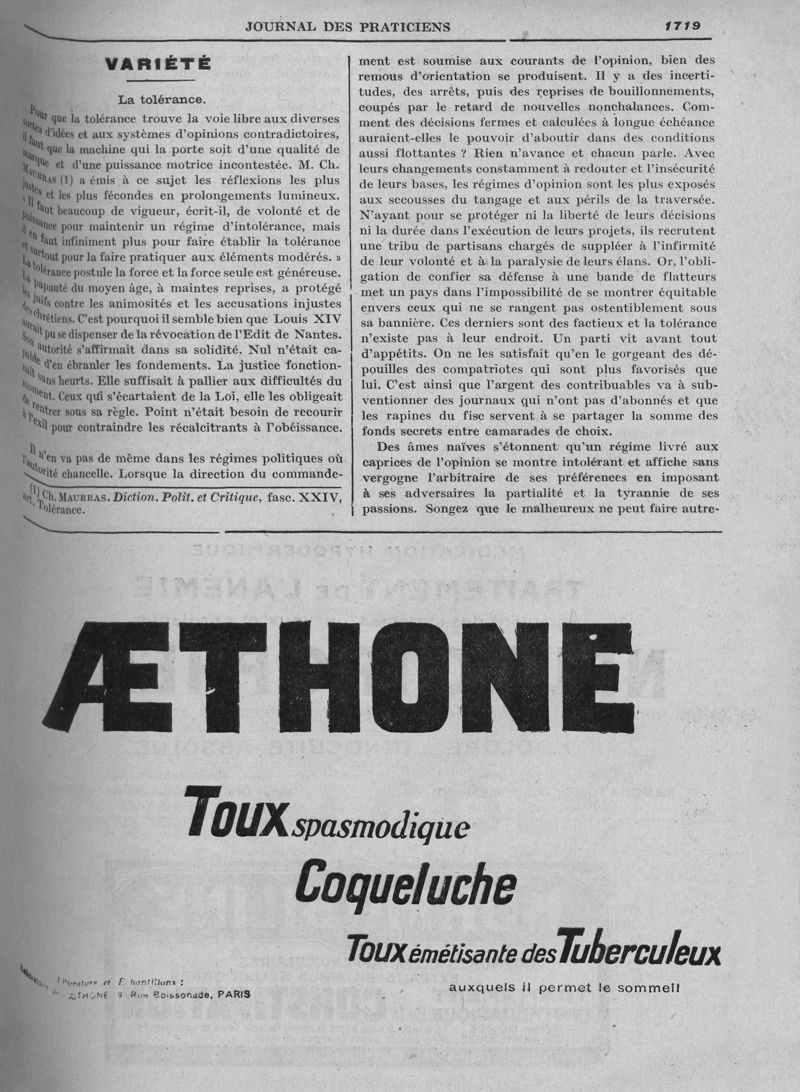 JOURNAL DES PRATICIENS
1719
VARIÉTÉ
La tolérance.
Pour que la tolérance trouve la voie libre aux diverses
sortes d'idées et aux systèmes d'opinions contradictoires,
il faut que la machine qui la porte soit d'une qualité de
marque et d'une puissance motrice incontestée. M. Ch.
MAURRAS (1) a émis à ce sujet les réflexions les plus
justes et les plus fécondes en prolongements lumineux.
« Il faut beaucoup de vigueur, écrit-il, de volonté et de
puissance pour maintenir un régime d'intolérance, mais
il en faut infiniment plus pour faire établir la tolérance
et surtout pour la faire pratiquer aux éléments modérés. »
La tolérance postule la force et la force seule est généreuse.
La papauté du moyen âge, à maintes reprises, a protégé
les juifs contre les animosités et les accusations injustes
des chrétiens. C'est pourquoi il semble bien que Louis XIV
aurait pu se dispenser de la révocation de l'Edit de Nantes.
Son autorité s'affirmait dans sa solidité. Nul n'était ca-
pable d'en ébranler les fondements. La justice fonction-
nait sans heurts. Elle suffisait à pallier aux difficultés du
moment. Ceux qui s'écartaient de la Loi, elle les obligeait
de rentrer sous sa règle. Point n'était besoin de recourir
à l'exil pour contraindre les récalcitrants à l'obéissance.
Il n'en va pas de même dans les régimes politiques où
l'autorité chancelle. Lorsque la direction du commande-
(1) Ch. MAURRAS. Diction. Polit. et Critique, fasc. XXIV,
art. Tolérance.
ment est soumise aux courants de l'opinion, bien des
remous d'orientation se produisent. Il y a des incerti-
tudes, des arrêts, puis des reprises de bouillonnements,
coupés par le retard de nouvelles nonchalances. Com-
ment des décisions fermes et calculées à longue échéance
auraient-elles le pouvoir d'aboutir dans des conditions
aussi flottantes ? Rien n'avance et chacun parle. Avec
leurs changements constamment à redouter et l'insécurité
de leurs bases, les régimes d'opinion sont les plus exposés
aux secousses du tangage et aux périls de la traversée.
N'ayant pour se protéger ni la liberté de leurs décisions
ni la durée dans l'exécution de leurs projets, ils recrutent
une tribu de partisans chargés de suppléer à l'infirmité
de leur volonté et à la paralysie de leurs élans. Or, l'obli-
gation de confier sa défense à une bande de flatteurs
met un pays dans l'impossibilité de se montrer équitable
envers ceux qui ne se rangent pas ostentiblement sous
sa bannière. Ces derniers sont des factieux et la tolérance
n'existe pas à leur endroit. Un parti vit avant tout
d'appétits. On ne les satisfait qu'en le gorgeant des dé-
pouilles des compatriotes qui sont plus favorisés que
lui. C'est ainsi que l'argent des contribuables va à sub-
ventionner des journaux qui n'ont pas d'abonnés et que
les rapines du fisc servent à se partager la somme des
fonds secrets entre camarades de choix.
Des âmes naïves s'étonnent qu'un régime livré aux
caprices de l'opinion se montre intolérant et affiche sans
vergogne l'arbitraire de ses préférences en imposant
à ses adversaires la partialité et la tyrannie de ses
passions. Songez que le malheureux ne peut faire autre-
ÆTHONE
Toux spasmodique
Coqueluche
Toux émétisante des Tuberculeux
auxquels il permet le sommeil
Littérature et Échantillons :
ÆTHONE 9 Rue Boissonade, PARIS